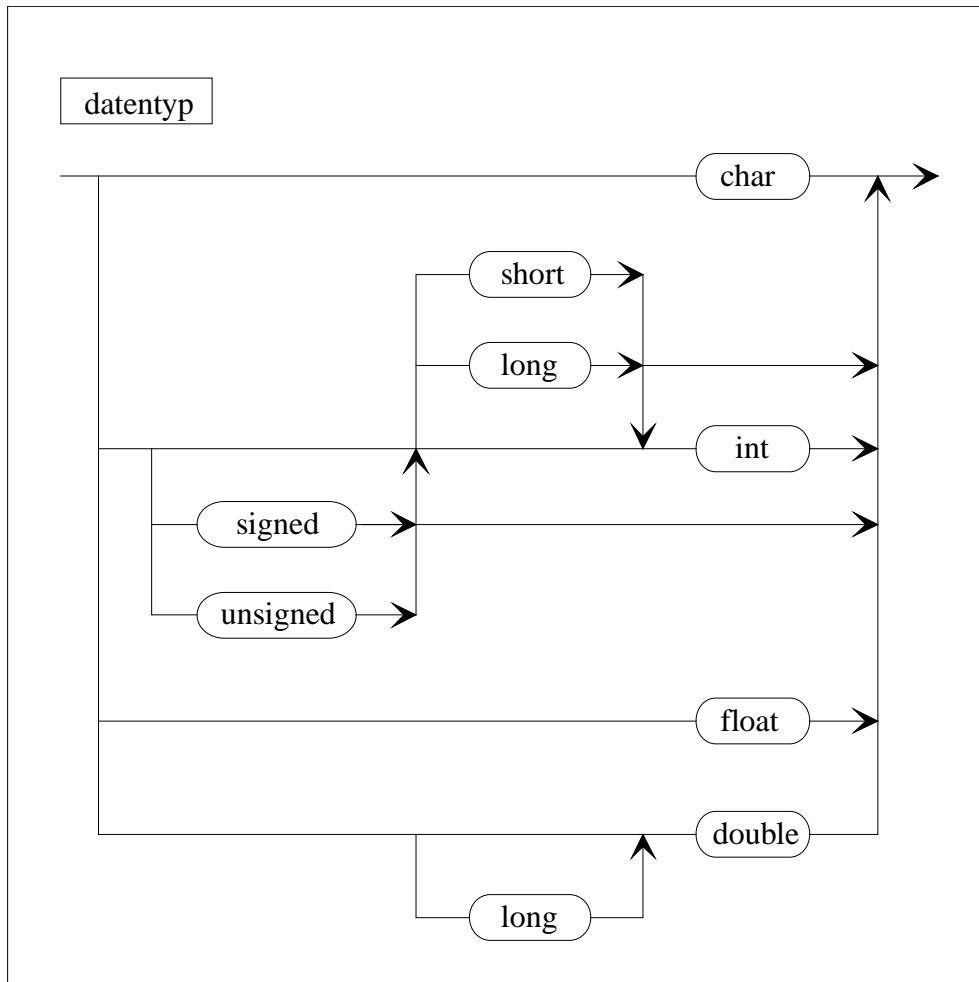 datentyp
char
short
long
int
signed
unsigned
float
double
long